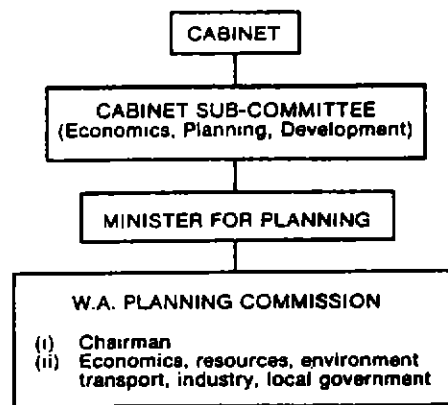 CABINET
CABINET SUB-COMMITTEE
(Economics, Planning, Development)
MINISTER FOR PLANNING
W.A. PLANNING COMMISSION
(i) Chairman
(ii) Economics, resources, environment
transport, industry, local government